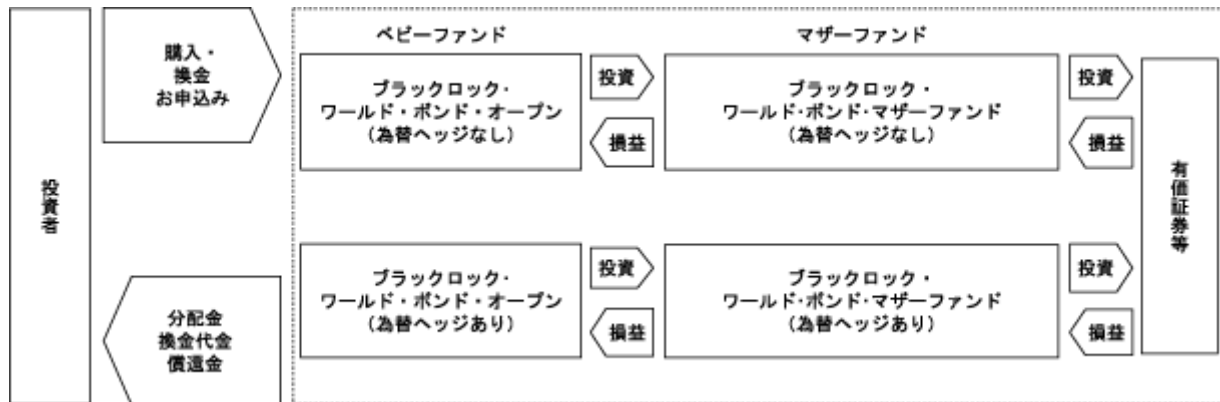 投資者
購入・
換金
お申込み
分配金
換金代金
償還金
ベビーファンド
マザーファンド
ブラックロック・
ワールド・ボンド・オープン
(為替ヘッジなし)
投資
損益
ブラックロック・
ワールド・ボンド・マザーファンド
(為替ヘッジなし)
投資
損益
ブラックロック・
ワールド・ボンド・オープン
(為替ヘッジあり)
投資
損益
ブラックロック・
ワールド・ボンド・マザーファンド
(為替ヘッジあり)
投資
損益
有価証券等